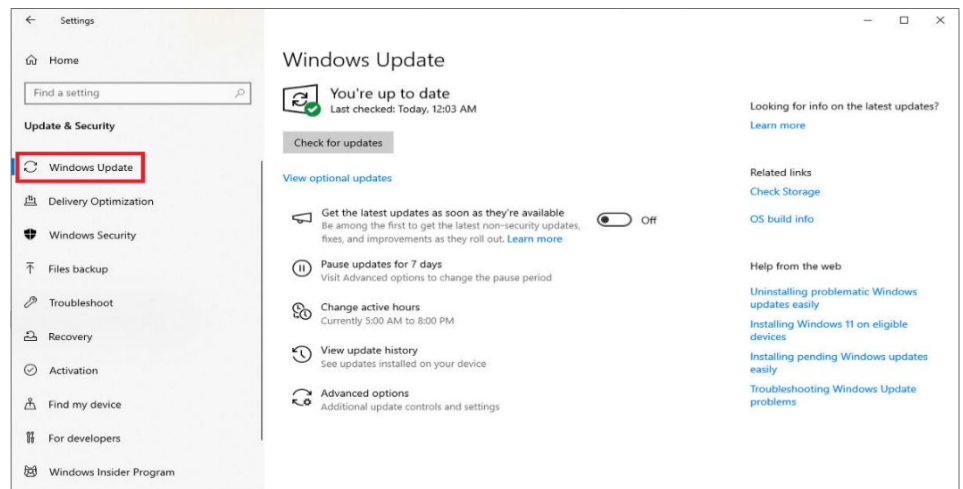 Settings
Home
Find a setting
Update & Security
Windows Update
Delivery Optimization
Windows Security
Files backup
Troubleshoot
Recovery
Activation
Find my device
For developers
Windows Insider Program
Windows Update
You're up to date
Last checked: Today, 12:03 AM
Check for updates
View optional updates
Get the latest updates as soon as they're available
Be among the first to get the latest non-security updates,
fixes, and improvements as they roll out. Learn more
Off
Pause updates for 7 days
Visit Advanced options to change the pause period
Change active hours
Currently 5:00 AM to 8:00 PM
View update history
See updates installed on your device
Advanced options
Additional update controls and settings
Looking for info on the latest updates?
Learn more
Related links
Check Storage
OS build info
Help from the web
Uninstalling problematic Windows
updates easily
Installing Windows 11 on eligible
devices
Installing pending Windows updates
easily
Troubleshooting Windows Update
problems